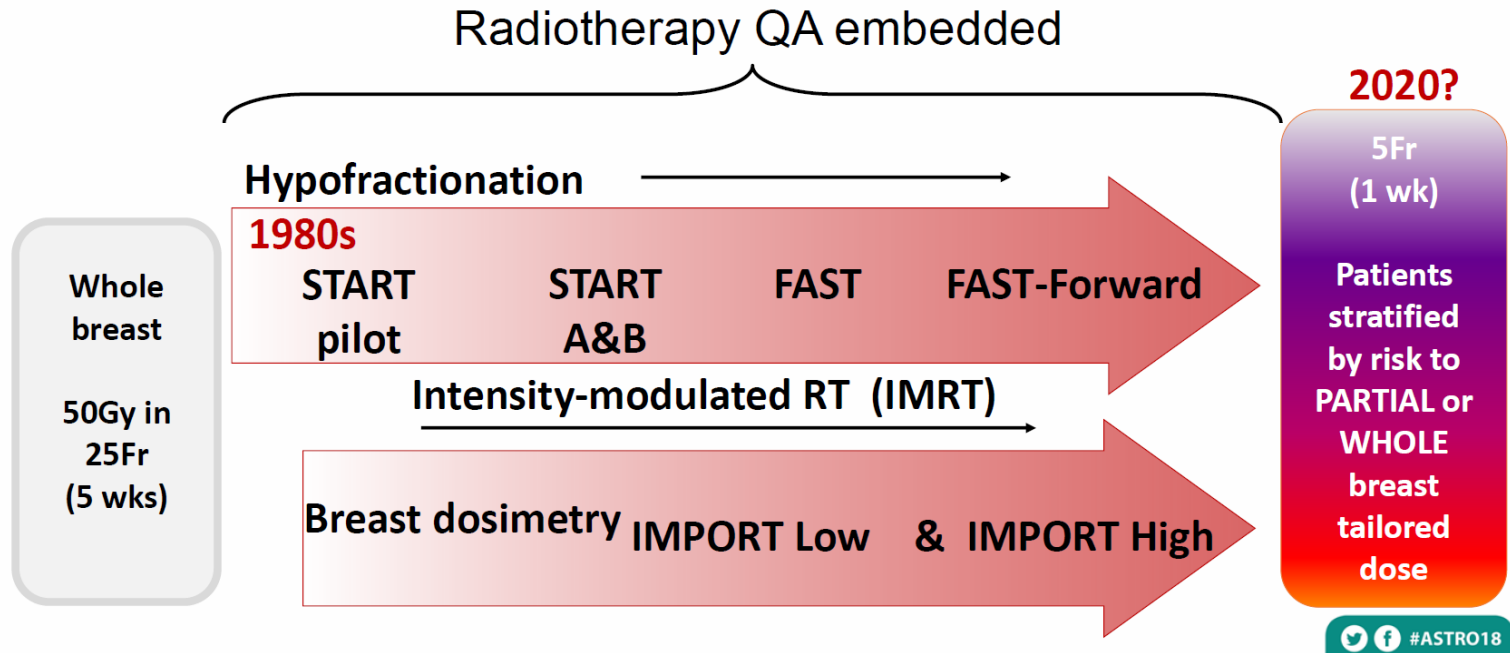 Radiotherapy QA embedded
2020?
Hypofractionation
1980s
START
pilot
START
A&B
FAST
FAST-Forward
Whole
breast
50Gy in
25Fr
(5 wks)
Intensity-modulated RT (IMRT)
Breast dosimetry
IMPORT Low & IMPORT High
5Fr
(1 wk)
Patients
stratified
by risk to
PARTIAL or
WHOLE
breast
tailored
dose
#ASTRO18